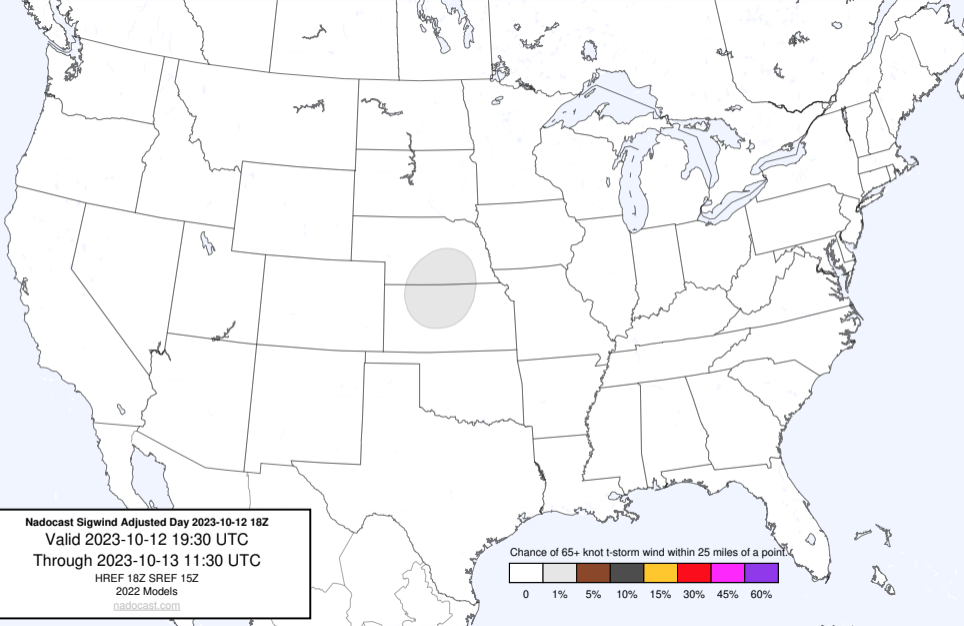 Nadocast Sigwind Adjusted Day 2023-10-12 18Z
Valid 2023-10-12 19:30 UTC
Through 2023-10-13 11:30 UTC
HREF 18Z SREF 15Z
2022 Models
nadocast.com
Chance of 65+ knot t-storm wind within 25 miles of a point.
0 1% 5% 10% 15% 30% 45% 60%